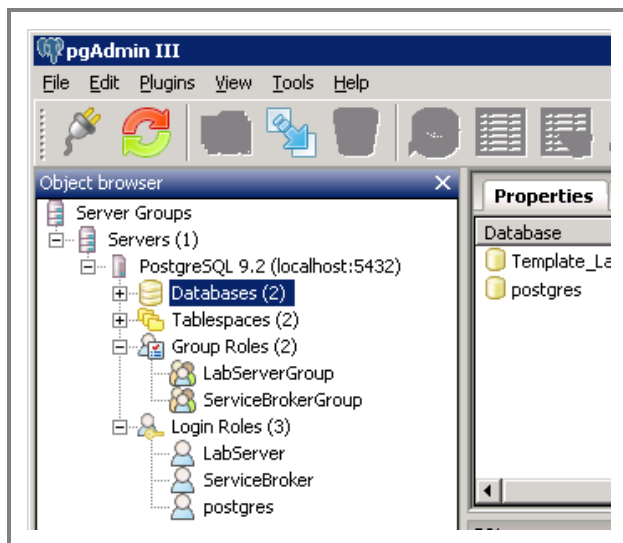 pgAdmin III
File Edit Plugins View Tools Help
Object browser
Server Groups
Servers (1)
PostgreSQL 9.2 (localhost:5432)
Databases (2)
Tablespaces (2)
Group Roles (2)
LabServerGroup
ServiceBrokerGroup
Login Roles (3)
LabServer
ServiceBroker
postgres
Properties
Database
Template_La
postgres